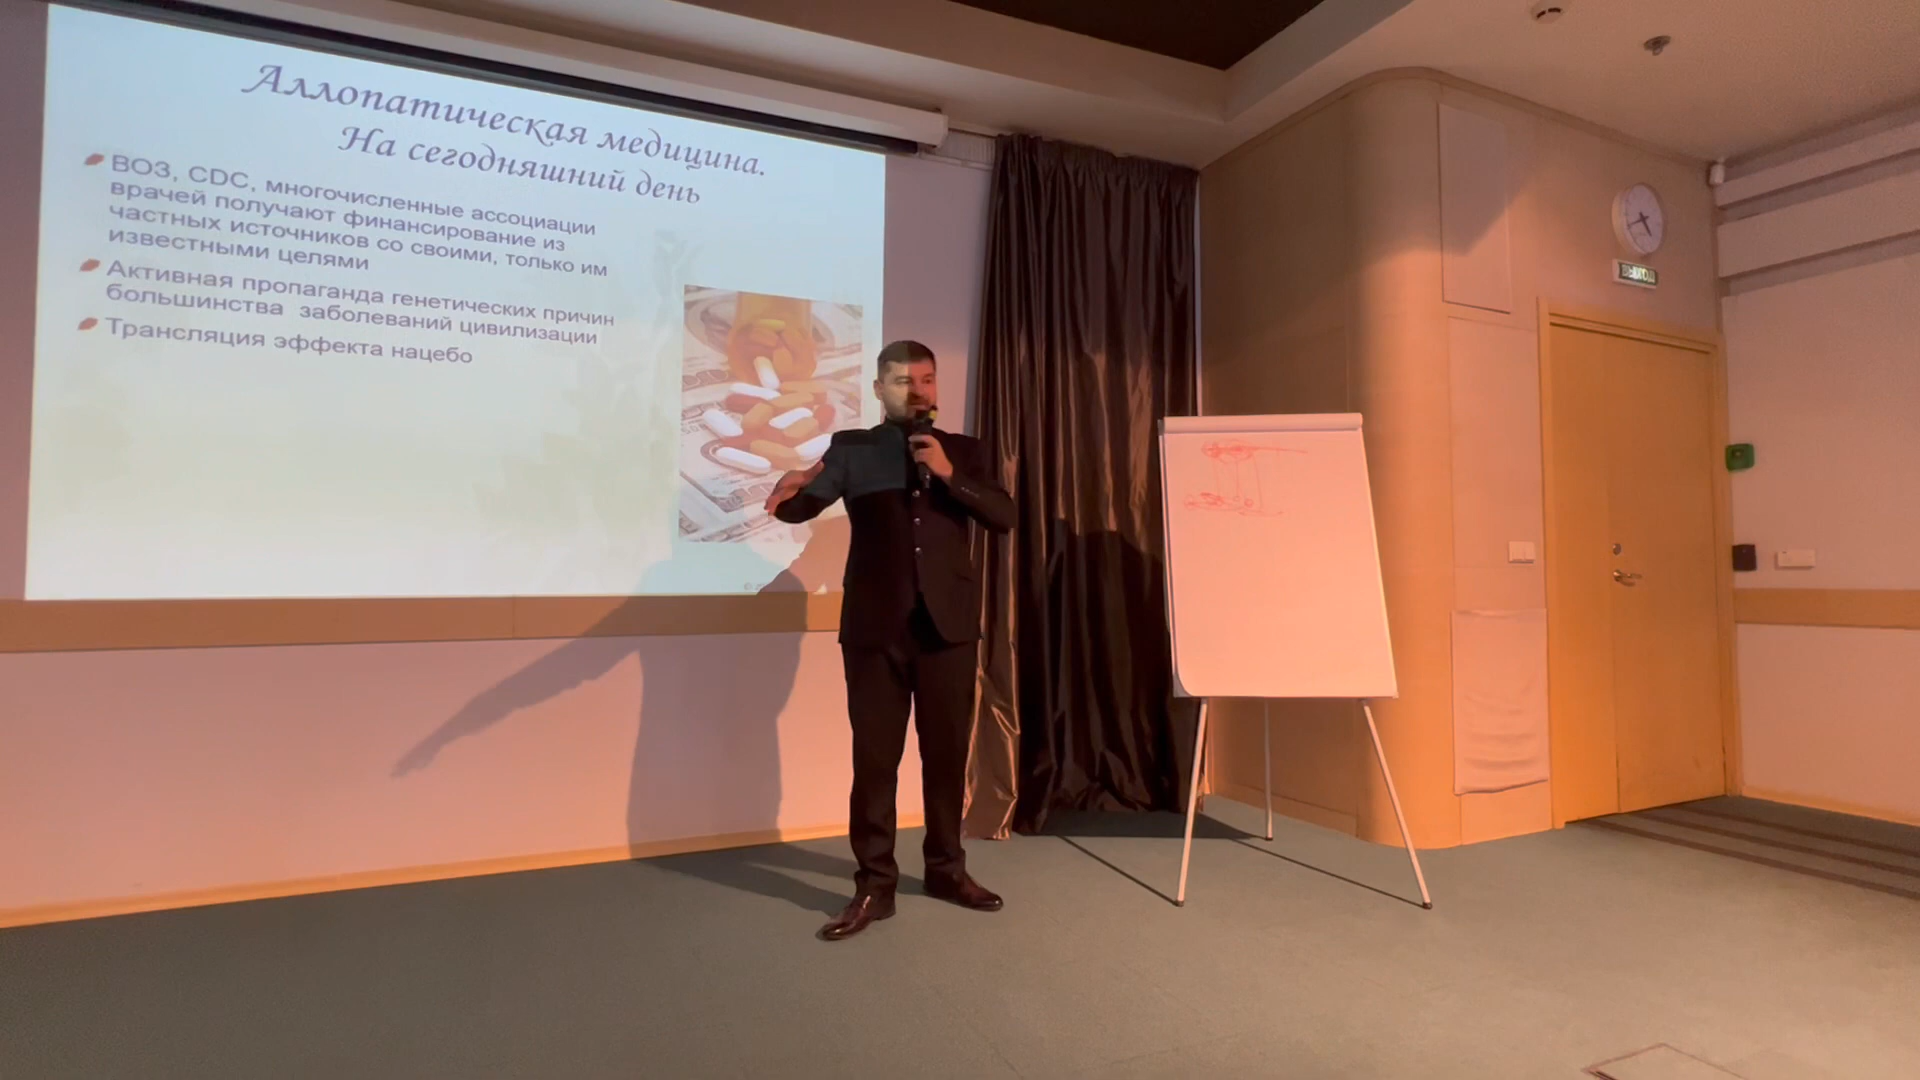 Аллопатическая медицина.
На сегодняшний день
ВОЗ, CDC, многочисленные ассоциации
врачей получают финансирование из
частных источников со своими, только им
известными целями
Активная пропаганда генетических причин
большинства заболеваний цивилизации
Трансляция эффекта нацебо
ВЫХОД